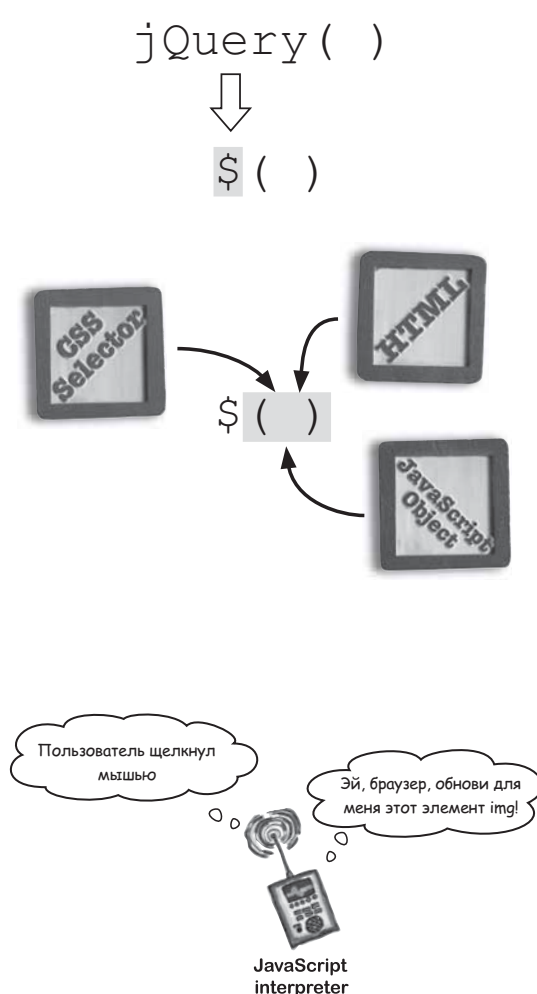 jQuery( )
$( )
CSS
Selector
HTML
$( )
JavaScript
Object
Пользователь щелкнул
мышью
Эй, браузер, обнови для
меня этот элемент img!
JavaScript
interpreter